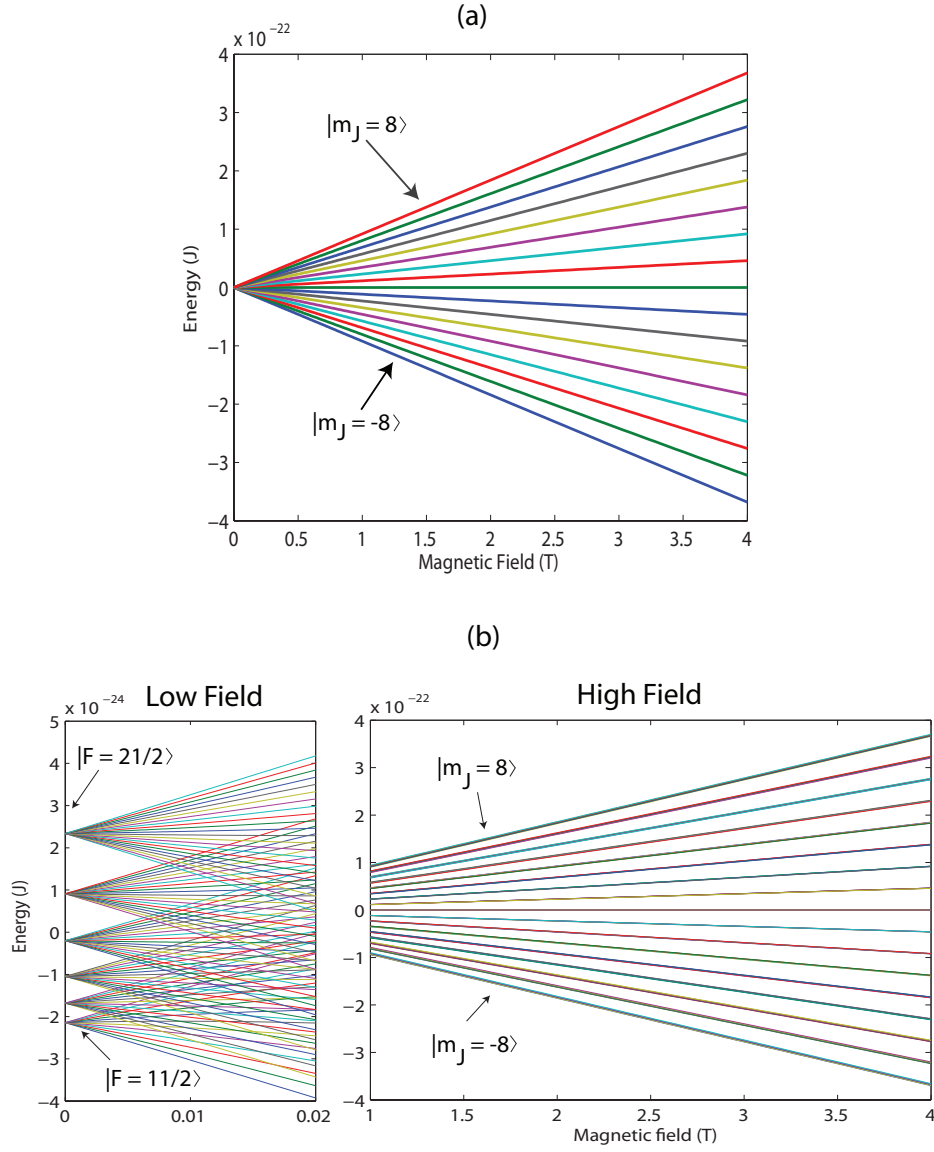 (a)
x 10 −22
4
3
2
1
0
−1
−2
−3
−4
Energy (J)
|mJ = 8⟩
|mJ = -8⟩
0 0.5 1 1.5 2 2.5 3 3.5 4
Magnetic Field (T)
(b)
Low Field
x 10 −24
5
4
3
2
1
0
−1
−2
−3
−4
Energy (J)
|F = 21/2⟩
|F = 11/2⟩
0 0.01 0.02
High Field
x 10 −22
4
3
2
1
0
−1
−2
−3
−4
|mJ = 8⟩
|mJ = -8⟩
1 1.5 2 2.5 3 3.5 4
Magnetic field (T)